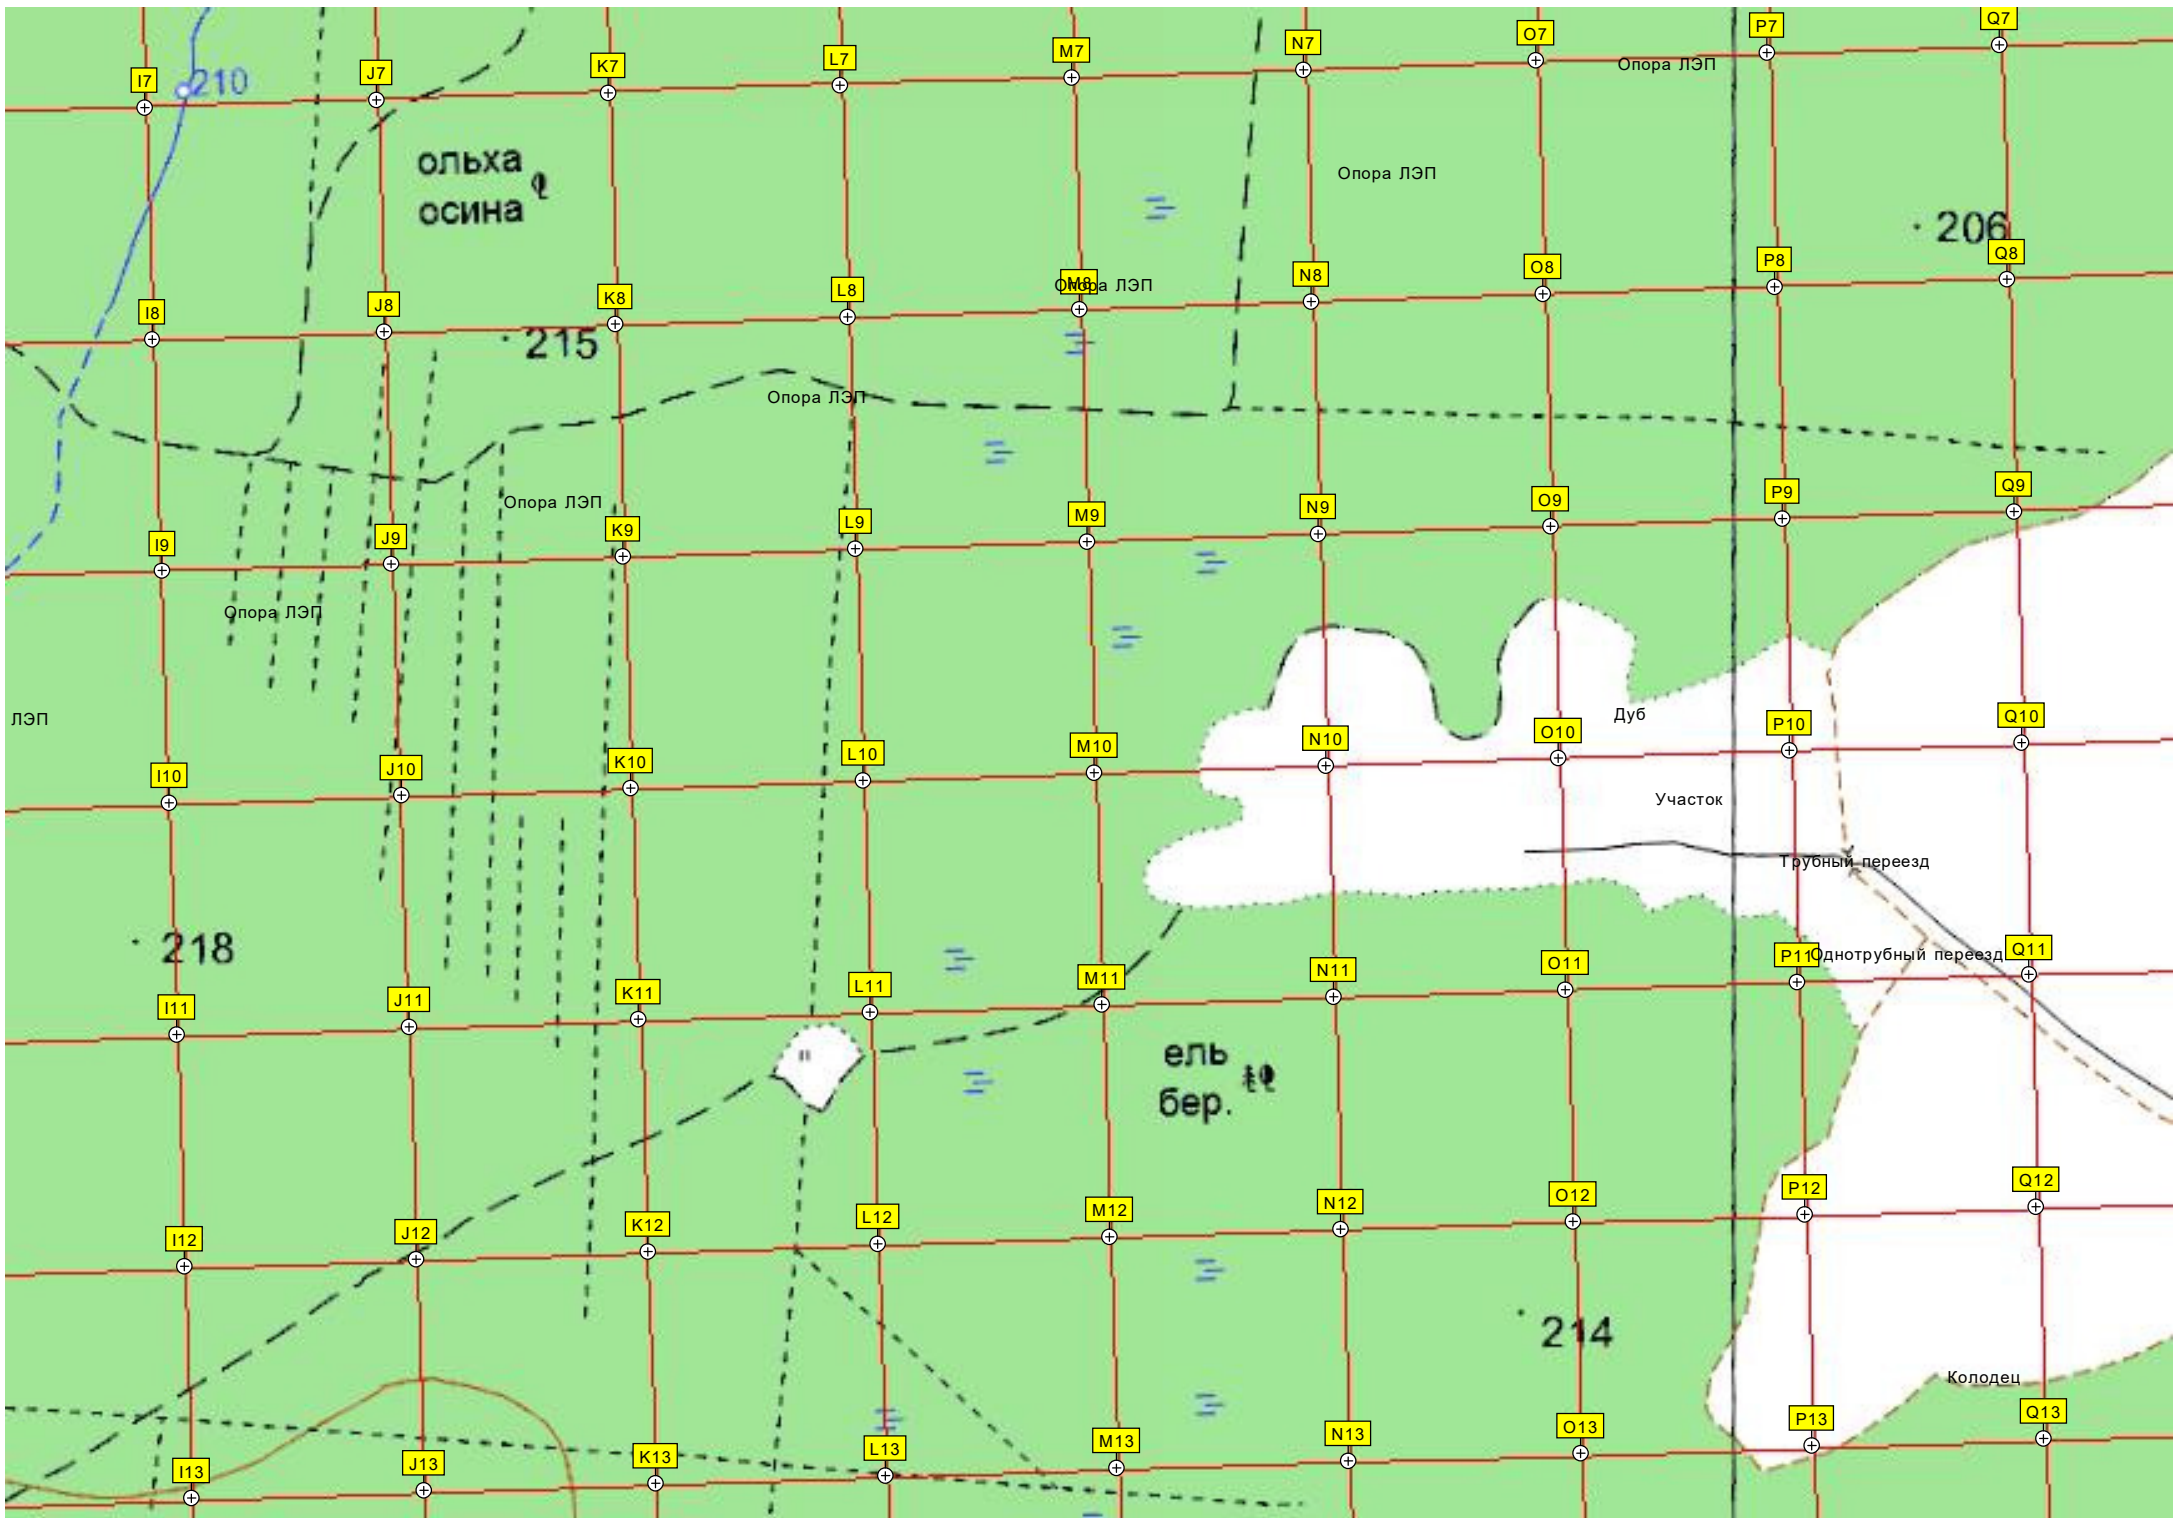 Q7
P7
O7
N7
M7
L7
K7
J7
I7
210
Опора ЛЭП
ольха
осина
Опора ЛЭП
206
Q8
P8
O8
N8
M8
Опора ЛЭП
L8
K8
J8
I8
215
Опора ЛЭП
Опора ЛЭП
Q9
P9
O9
N9
M9
L9
K9
J9
I9
Опора ЛЭП
ЛЭП
Дуб
Q10
P10
O10
N10
M10
L10
K10
J10
I10
Участок
Трубный переезд
218
Q11
P11
Однотрубный переезд
O11
N11
M11
L11
K11
J11
I11
ель
бер.
Q12
P12
O12
N12
M12
L12
K12
J12
I12
214
Колодец
Q13
P13
O13
N13
M13
L13
K13
J13
I13